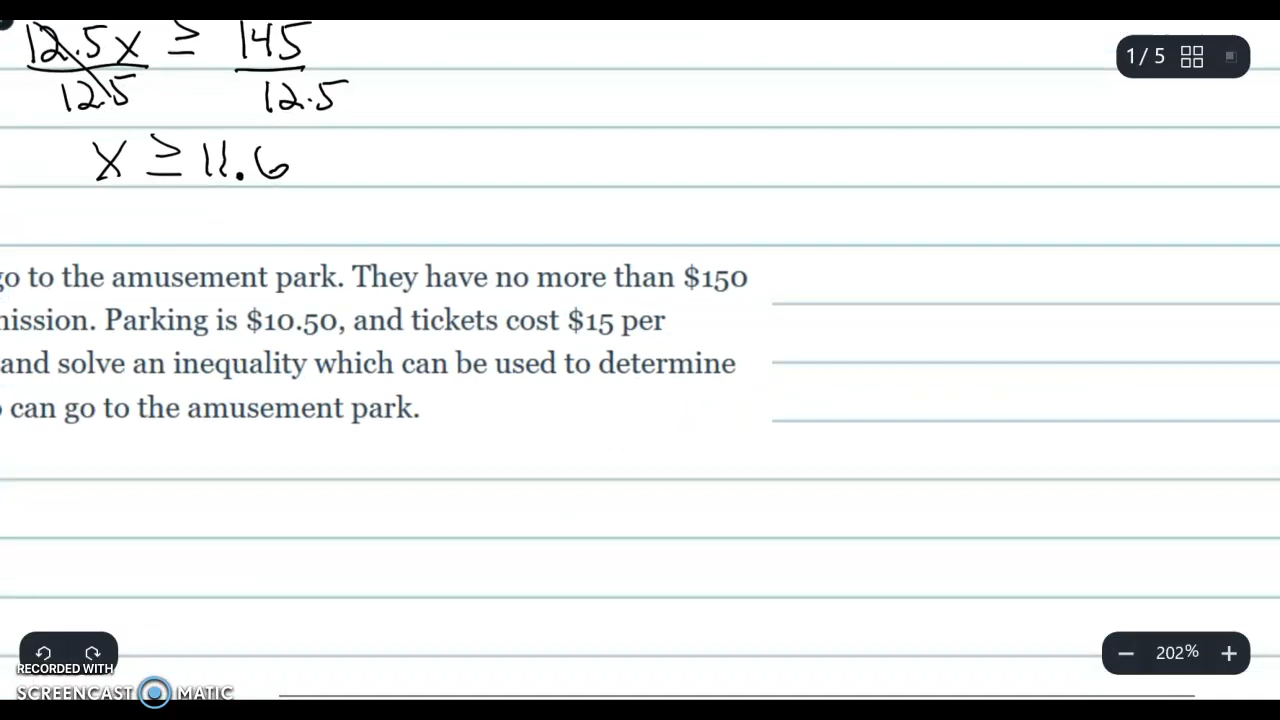 12.5x ≥ 145
12.5 12.5
x ≥ 11.6
1/5
go to the amusement park. They have no more than $150
Parking is $10.50, and tickets cost $15 per
and solve an inequality which can be used to determine
can go to the amusement park.
202%
RECORDED WITH
SCREENCAST MATIC